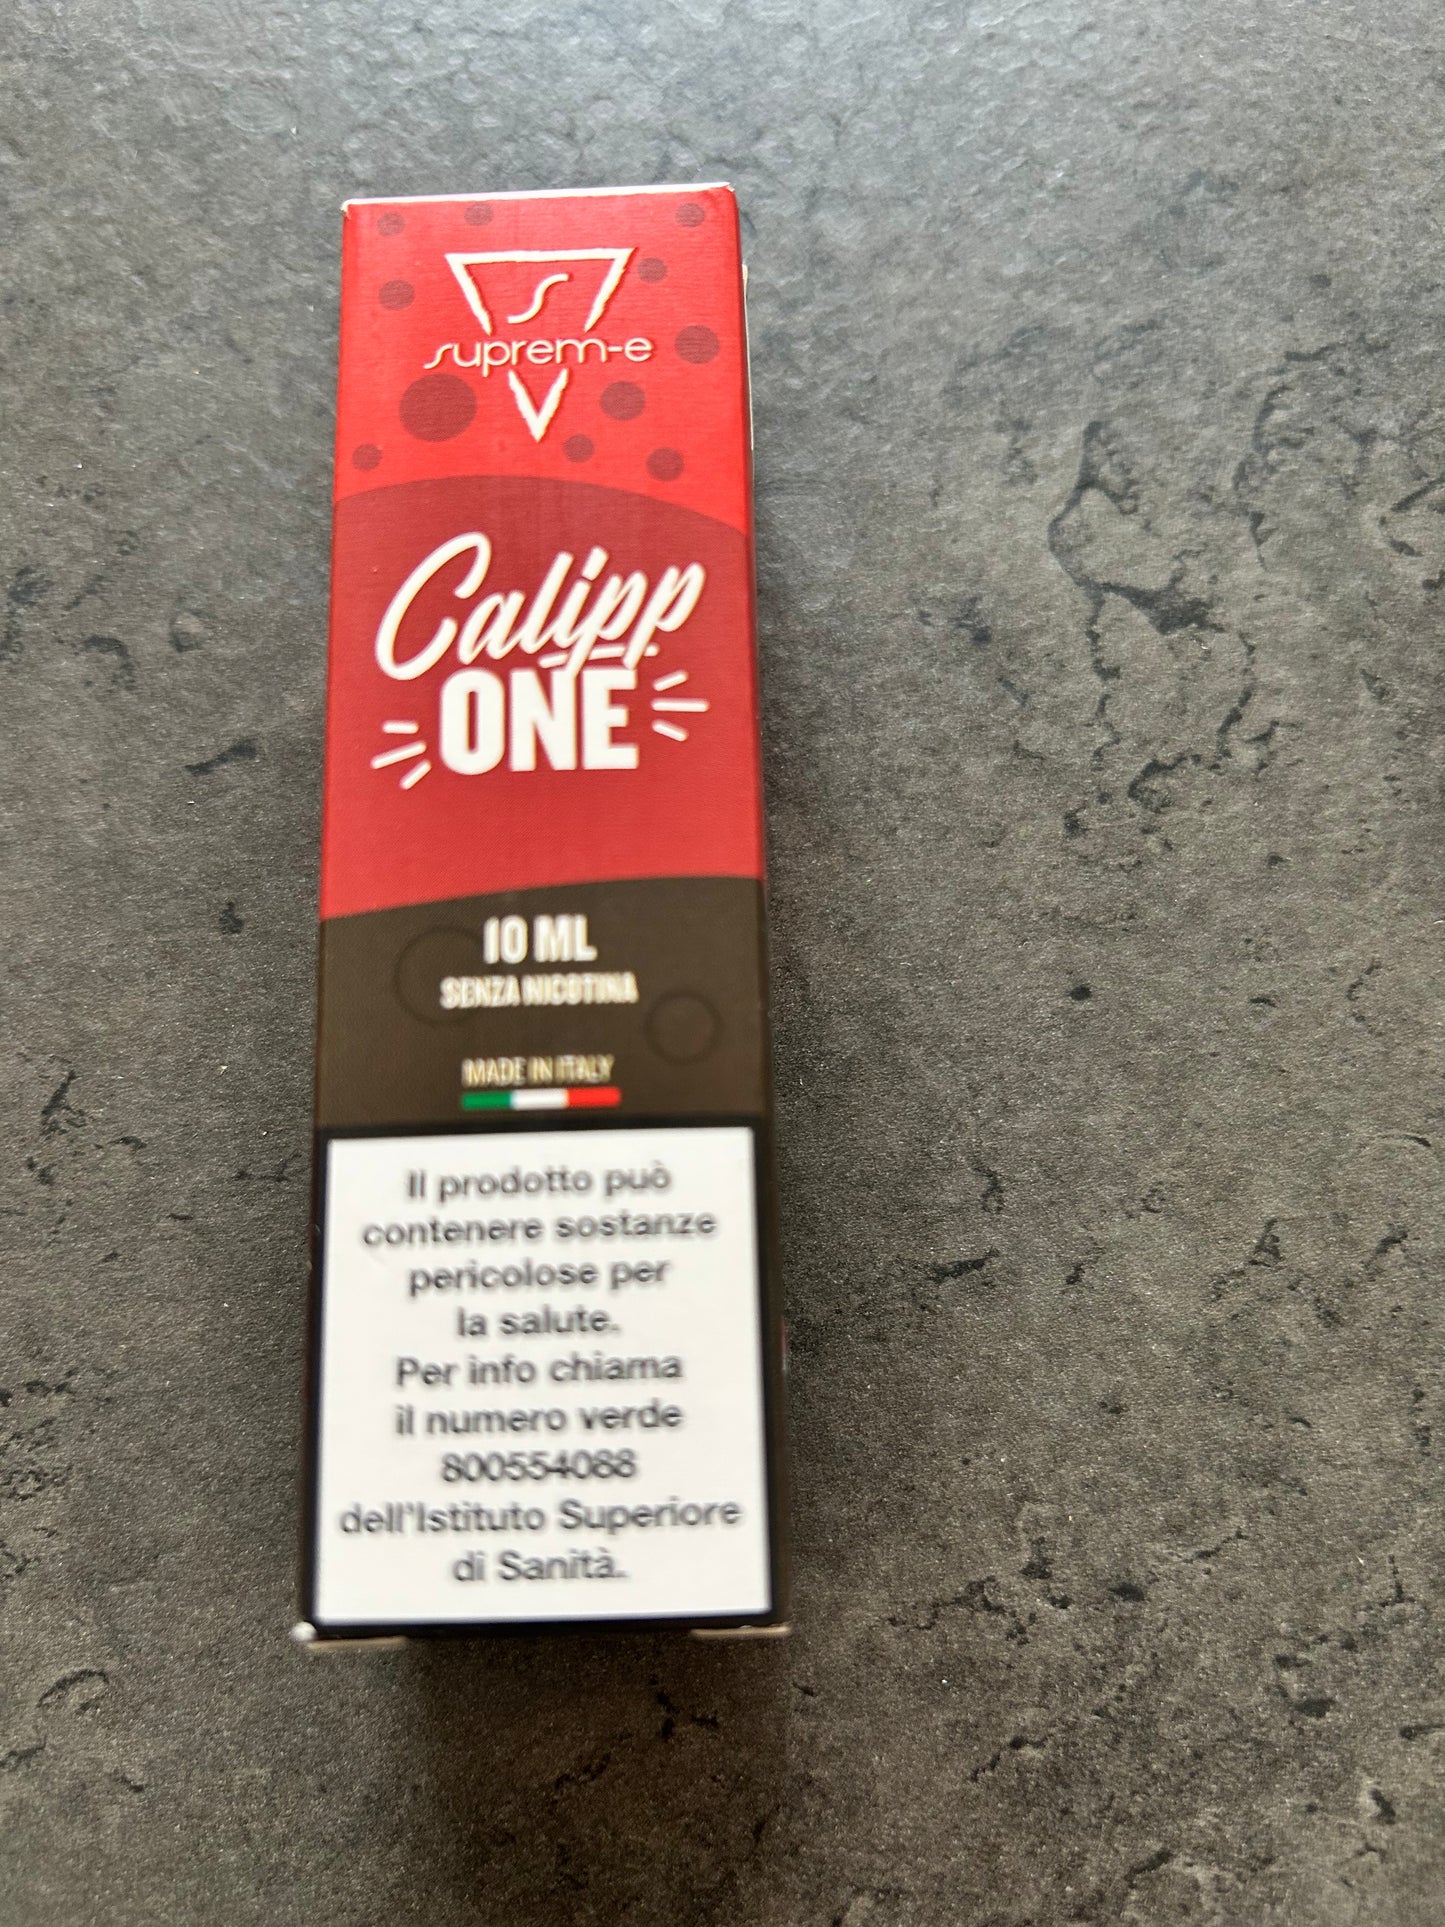 S
suprem-e
Calipp
ONE
10 ML
SENZA NICOTINA
MADE IN ITALY
Il prodotto può
contenere sostanze
pericolose per
la salute.
Per info chiama
il numero verde
800554088
dell'Istituto Superiore
di Sanità.